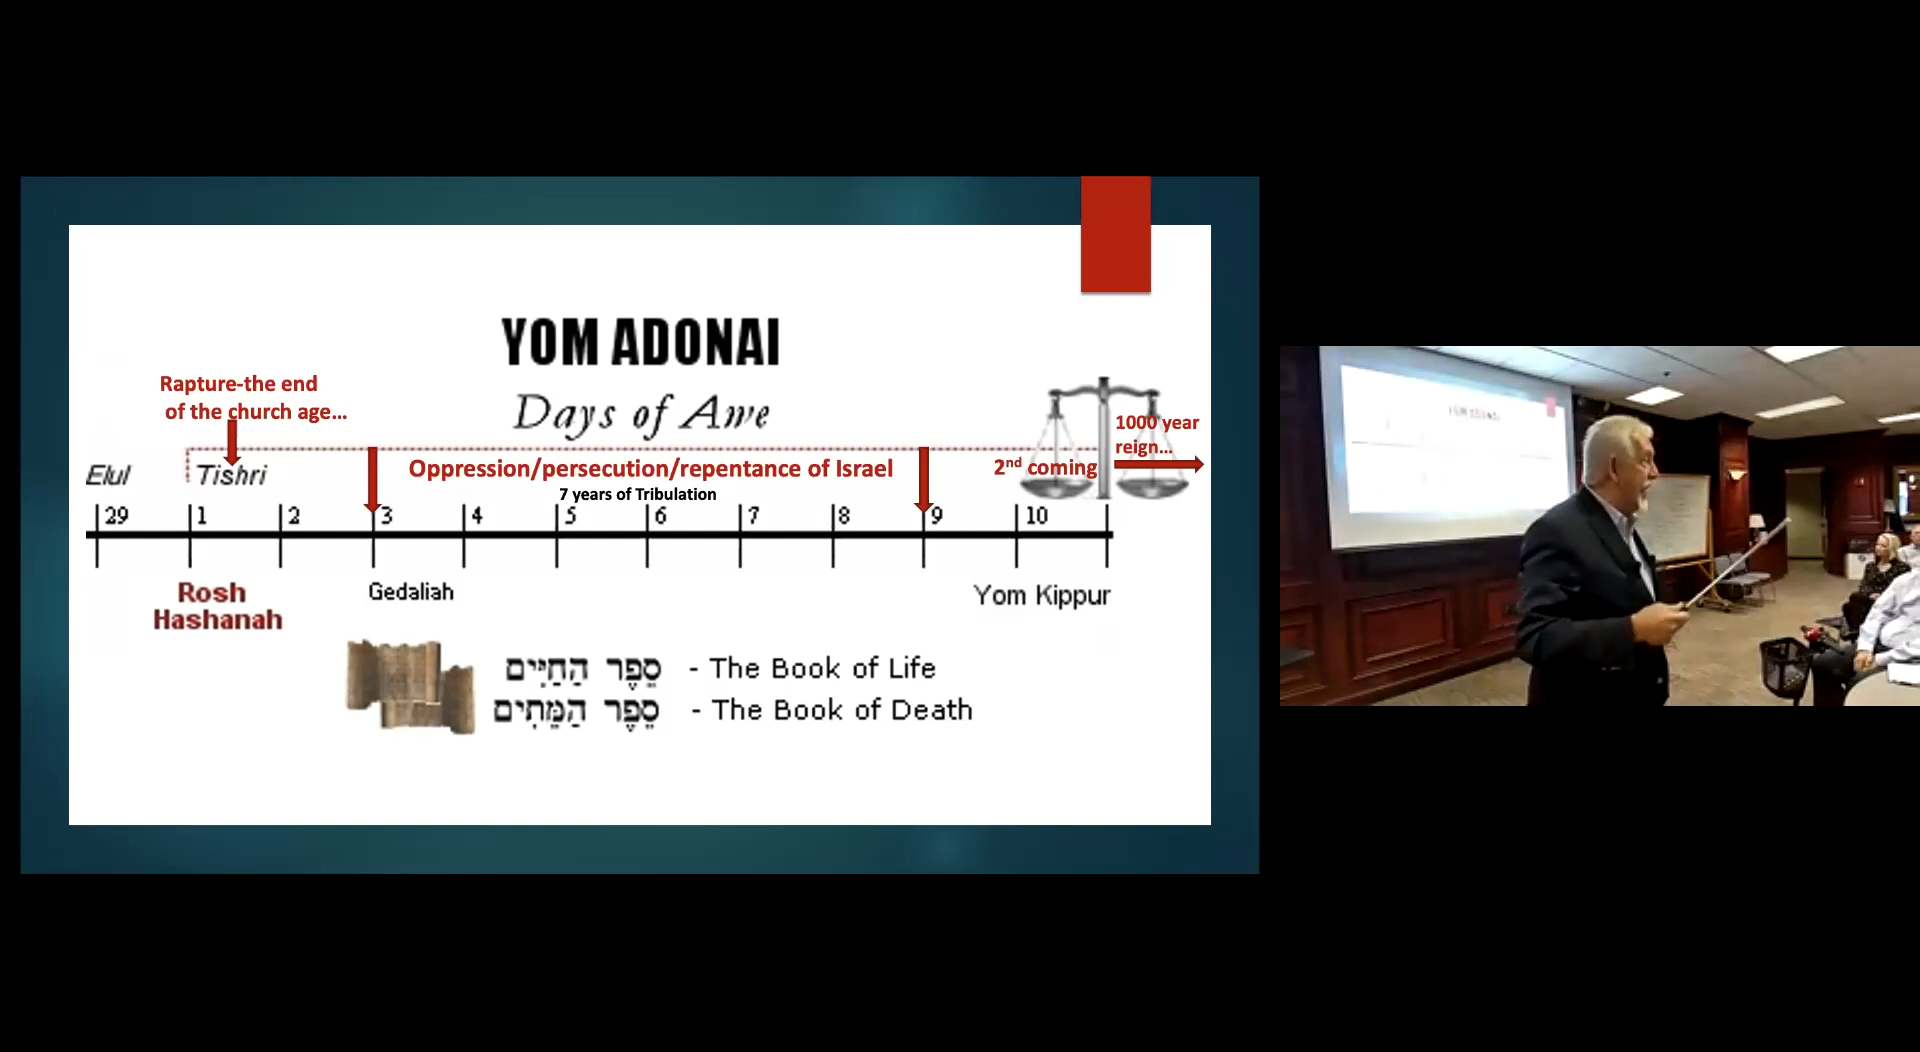 YOM ADONAI
Days of Awe
Rapture-the end
of the church age...
Elul
Tishri
Oppression/persecution/repentance of Israel
7 years of Tribulation
2nd coming
1000 year
reign...
29 1 2 3 4 5 6 7 8 9 10
Rosh
Hashanah
Gedaliah
Yom Kippur
סֵפֶר הַחַיִּים - The Book of Life
סֵפֶר הַמֵּתִים - The Book of Death
YOM ADONAI